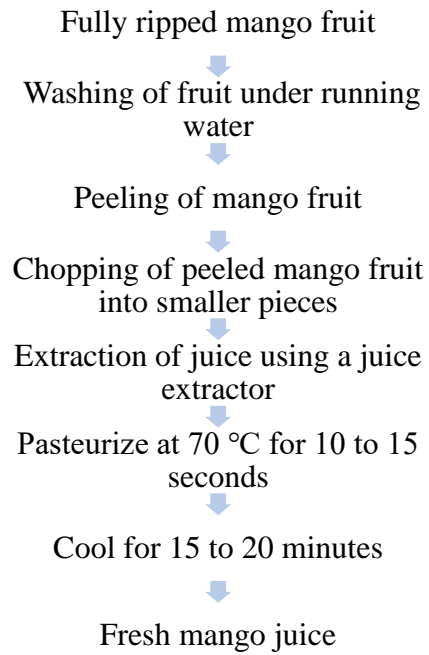 Fully ripped mango fruit
Washing of fruit under running
water
Peeling of mango fruit
Chopping of peeled mango fruit
into smaller pieces
Extraction of juice using a juice
extractor
Pasteurize at 70 °C for 10 to 15
seconds
Cool for 15 to 20 minutes
Fresh mango juice